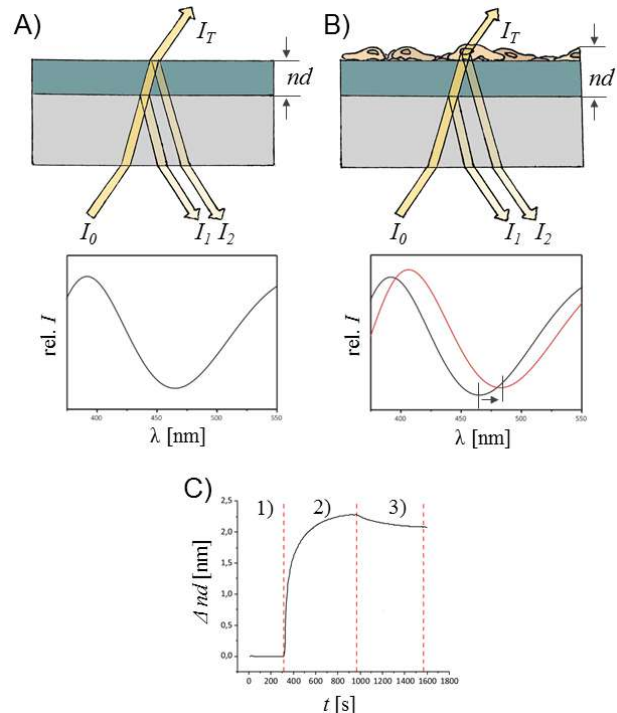 A)
I_T
nd
I_0
I_1 I_2
rel. I
400 450 500 550
λ [nm]
B)
I_T
nd
I_0
I_1 I_2
rel. I
400 450 500 550
λ [nm]
C)
1) 2) 3)
2,5
2,0
1,5
1,0
0,5
0,0
Δ nd [nm]
0 200 400 600 800 1000 1200 1400 1600 1800
t [s]